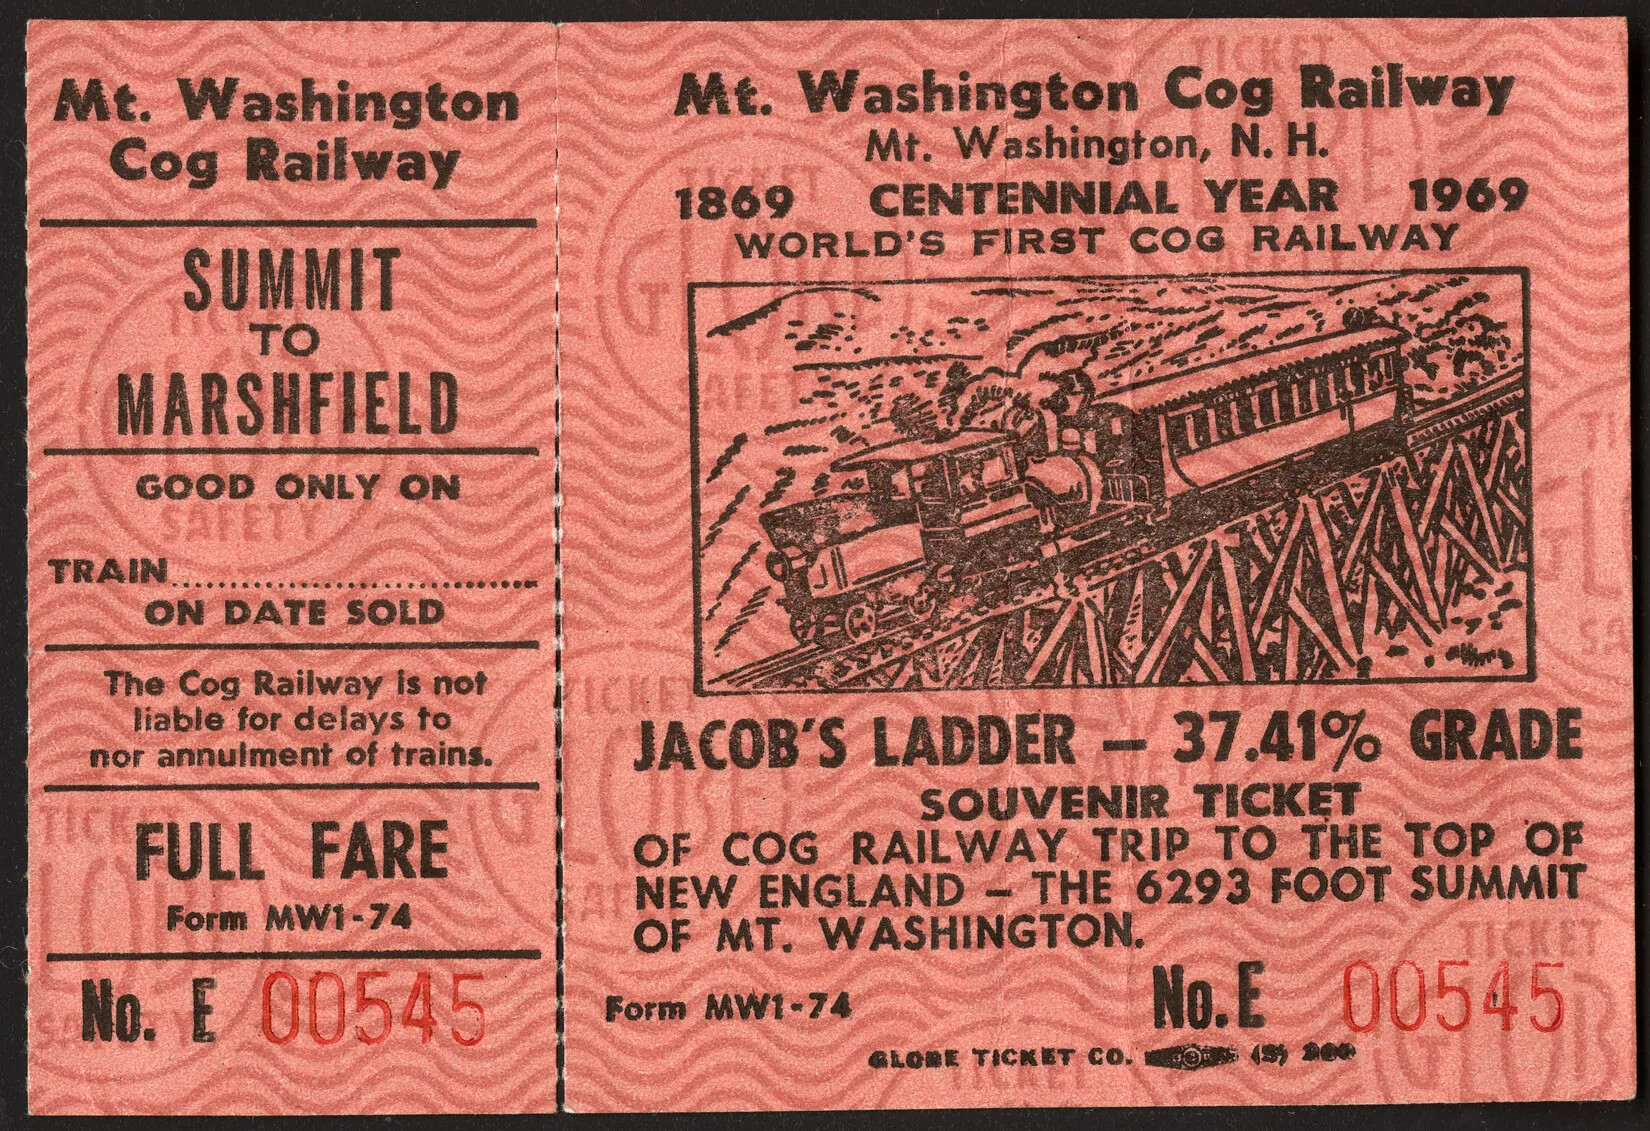 Mt. Washington
Cog Railway
SUMMIT
TO
MARSHFIELD
GOOD ONLY ON
TRAIN
ON DATE SOLD
The Cog Railway is not
liable for delays to
nor annulment of trains.
FULL FARE
Form MW1-74
No. E 00545
Mt. Washington Cog Railway
Mt. Washington, N. H.
1869 CENTENNIAL YEAR 1969
WORLD'S FIRST COG RAILWAY
JACOB'S LADDER — 37.41% GRADE
SOUVENIR TICKET
OF COG RAILWAY TRIP TO THE TOP OF
NEW ENGLAND — THE 6293 FOOT SUMMIT
OF MT. WASHINGTON.
Form MW1-74
No. E 00545
GLOBE TICKET CO.
TICKET
GLOBE
SAFETY